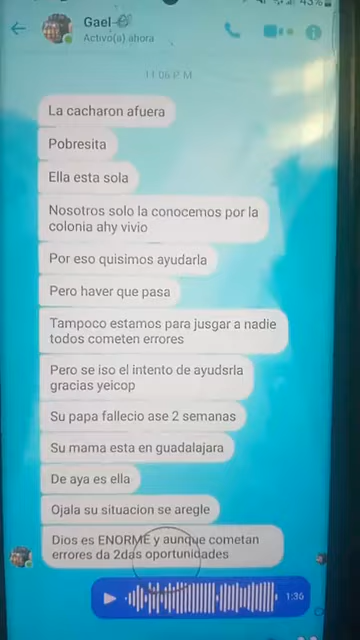 Gael
Activo(a) ahora
11:06 P.M.
La cacharon afuera
Pobresita
Ella esta sola
Nosotros solo la conocemos por la
colonia ahy vivio
Por eso quisimos ayudarla
Pero haver que pasa
Tampoco estamos para jusgar a nadie
todos cometen errores
Pero se iso el intento de ayudsrla
gracias yeicop
Su papa fallecio ase 2 semanas
Su mama esta en guadalajara
De aya es ella
Ojala su situacion se aregle
Dios es ENORME y aunque cometan
errores da 2das oportunidades
1:36